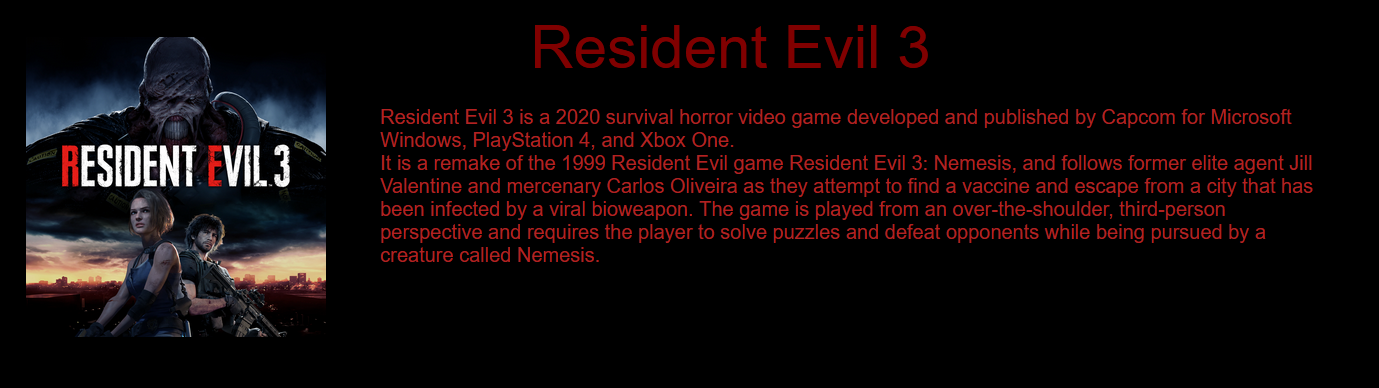 Resident Evil 3
RESIDENT EVIL 3
Resident Evil 3 is a 2020 survival horror video game developed and published by Capcom for Microsoft
Windows, PlayStation 4, and Xbox One.
It is a remake of the 1999 Resident Evil game Resident Evil 3: Nemesis, and follows former elite agent Jill
Valentine and mercenary Carlos Oliveira as they attempt to find a vaccine and escape from a city that has
been infected by a viral bioweapon. The game is played from an over-the-shoulder, third-person
perspective and requires the player to solve puzzles and defeat opponents while being pursued by a
creature called Nemesis.